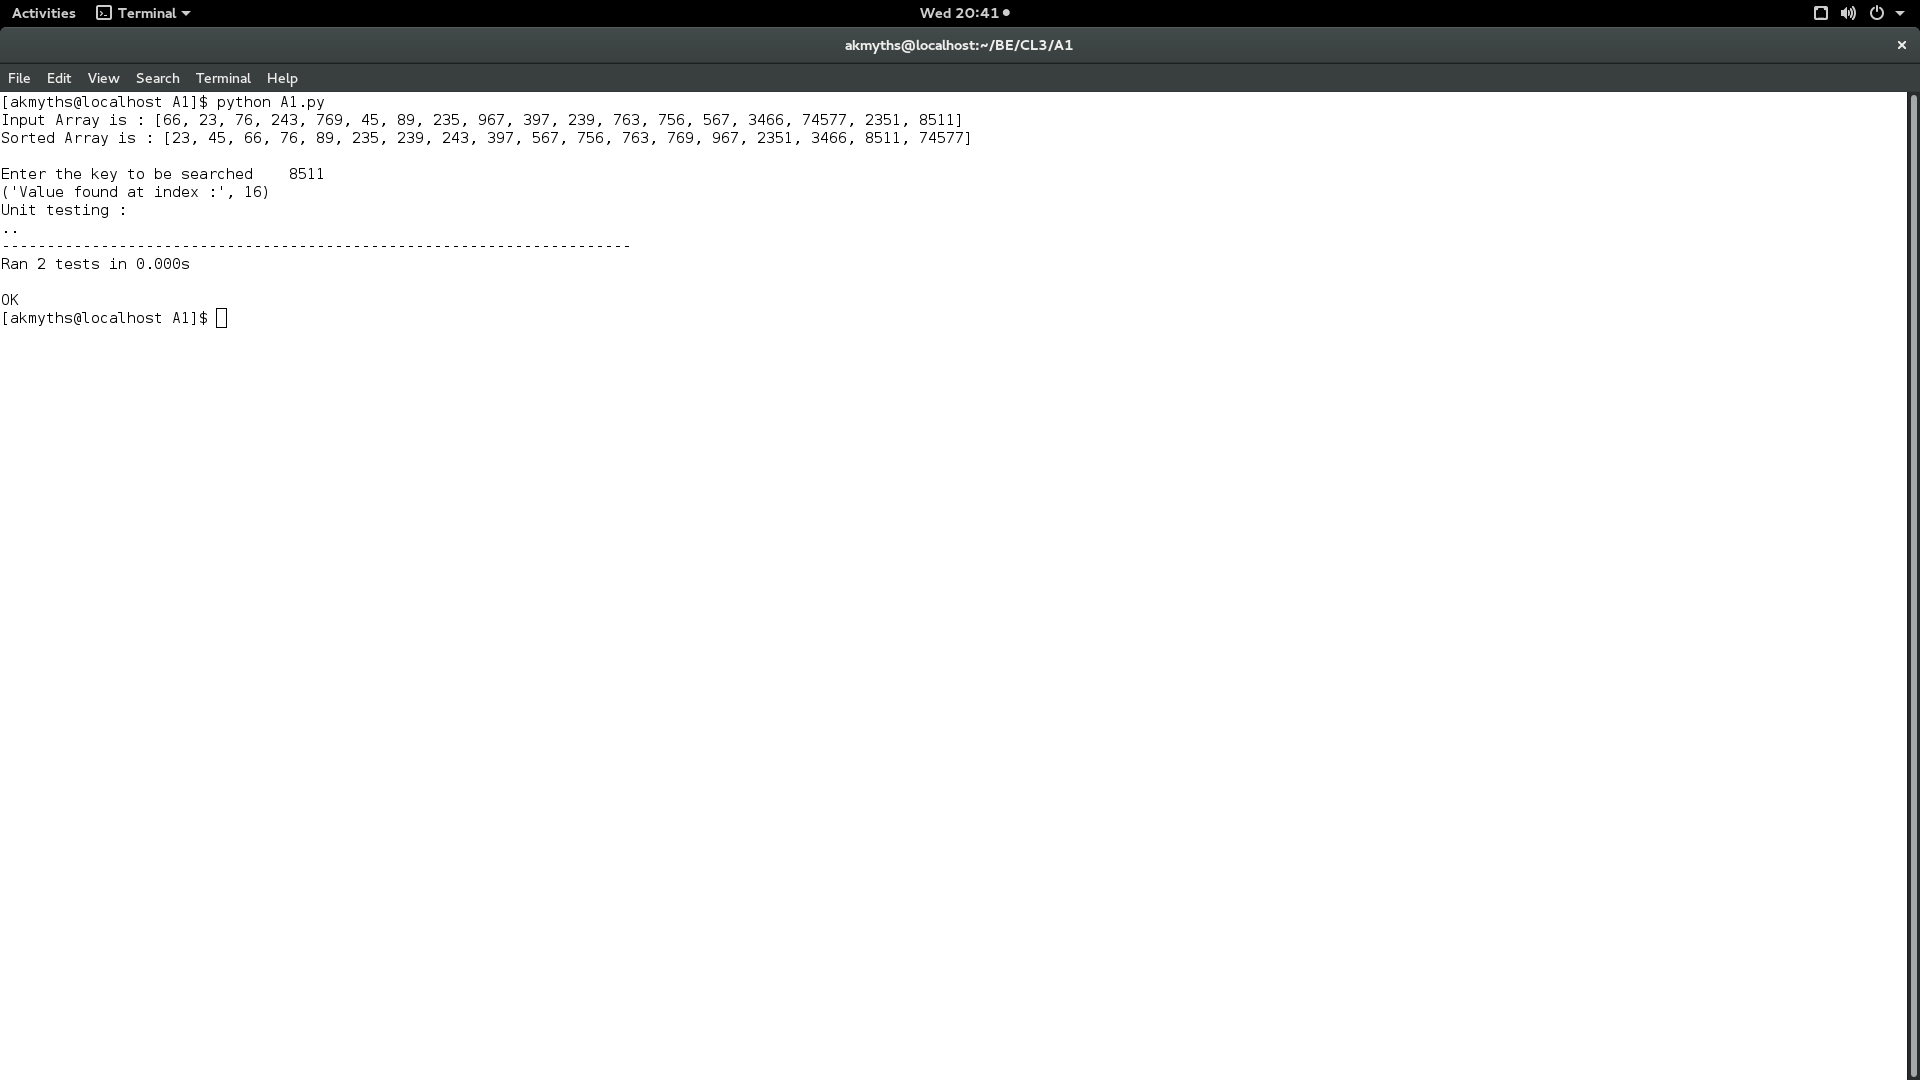 Activities Terminal Wed 20:41
akmyths@localhost:~/BE/CL3/A1
File Edit View Search Terminal Help
[akmyths@localhost A1]$ python A1.py
Input Array is : [66, 23, 76, 243, 769, 45, 89, 235, 967, 397, 239, 763, 756, 567, 3466, 74577, 2351, 8511]
Sorted Array is : [23, 45, 66, 76, 89, 235, 239, 243, 397, 567, 756, 763, 769, 967, 2351, 3466, 8511, 74577]
Enter the key to be searched    8511
('Value found at index :', 16)
Unit testing :
..
----------------------------------------------------------------------
Ran 2 tests in 0.000s
OK
[akmyths@localhost A1]$